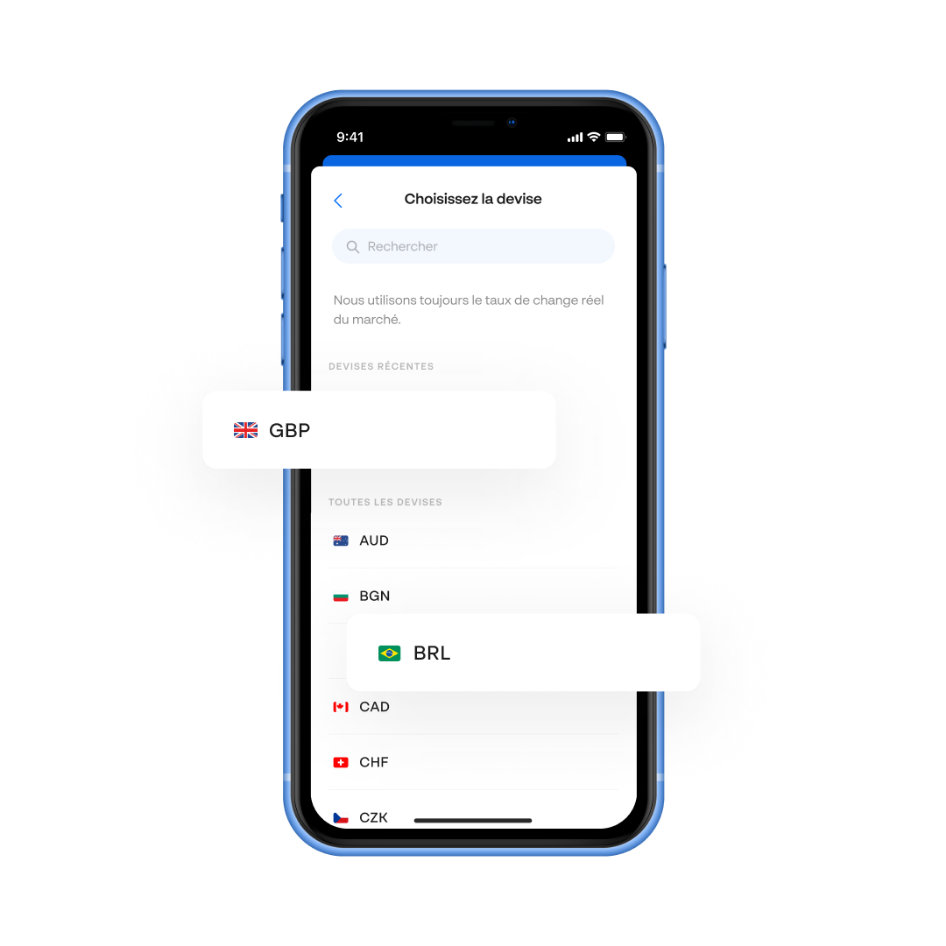 9:41
Choisissez la devise
Rechercher
Nous utilisons toujours le taux de change réel
du marché.
DEVISES RÉCENTES
GBP
TOUTES LES DEVISES
AUD
BGN
BRL
CAD
CHF
CZK